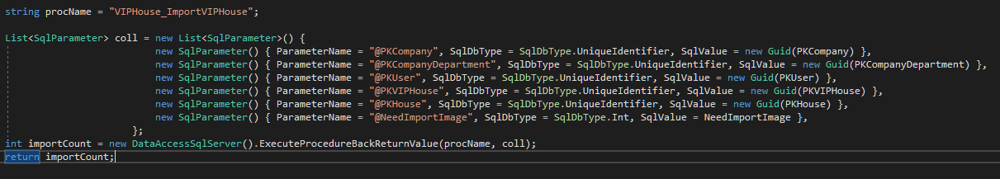 string procName = "VIPHouse_ImportVIPHouse";
List<SqlParameter> coll = new List<SqlParameter>() {
new SqlParameter() { ParameterName = "@PKCompany", SqlDbType = SqlDbType.UniqueIdentifier, SqlValue = new Guid(PKCompany) },
new SqlParameter() { ParameterName = "@PKCompanyDepartment", SqlDbType = SqlDbType.UniqueIdentifier, SqlValue = new Guid(PKCompanyDepartment) },
new SqlParameter() { ParameterName = "@PKUser", SqlDbType = SqlDbType.UniqueIdentifier, SqlValue = new Guid(PKUser) },
new SqlParameter() { ParameterName = "@PKVIPHouse", SqlDbType = SqlDbType.UniqueIdentifier, SqlValue = new Guid(PKVIPHouse) },
new SqlParameter() { ParameterName = "@PKHouse", SqlDbType = SqlDbType.UniqueIdentifier, SqlValue = new Guid(PKHouse) },
new SqlParameter() { ParameterName = "@NeedImportImage", SqlDbType = SqlDbType.Int, SqlValue = NeedImportImage },
};
int importCount = new DataAccessSqlServer().ExecuteProcedureBackReturnValue(procName, coll);
return importCount;